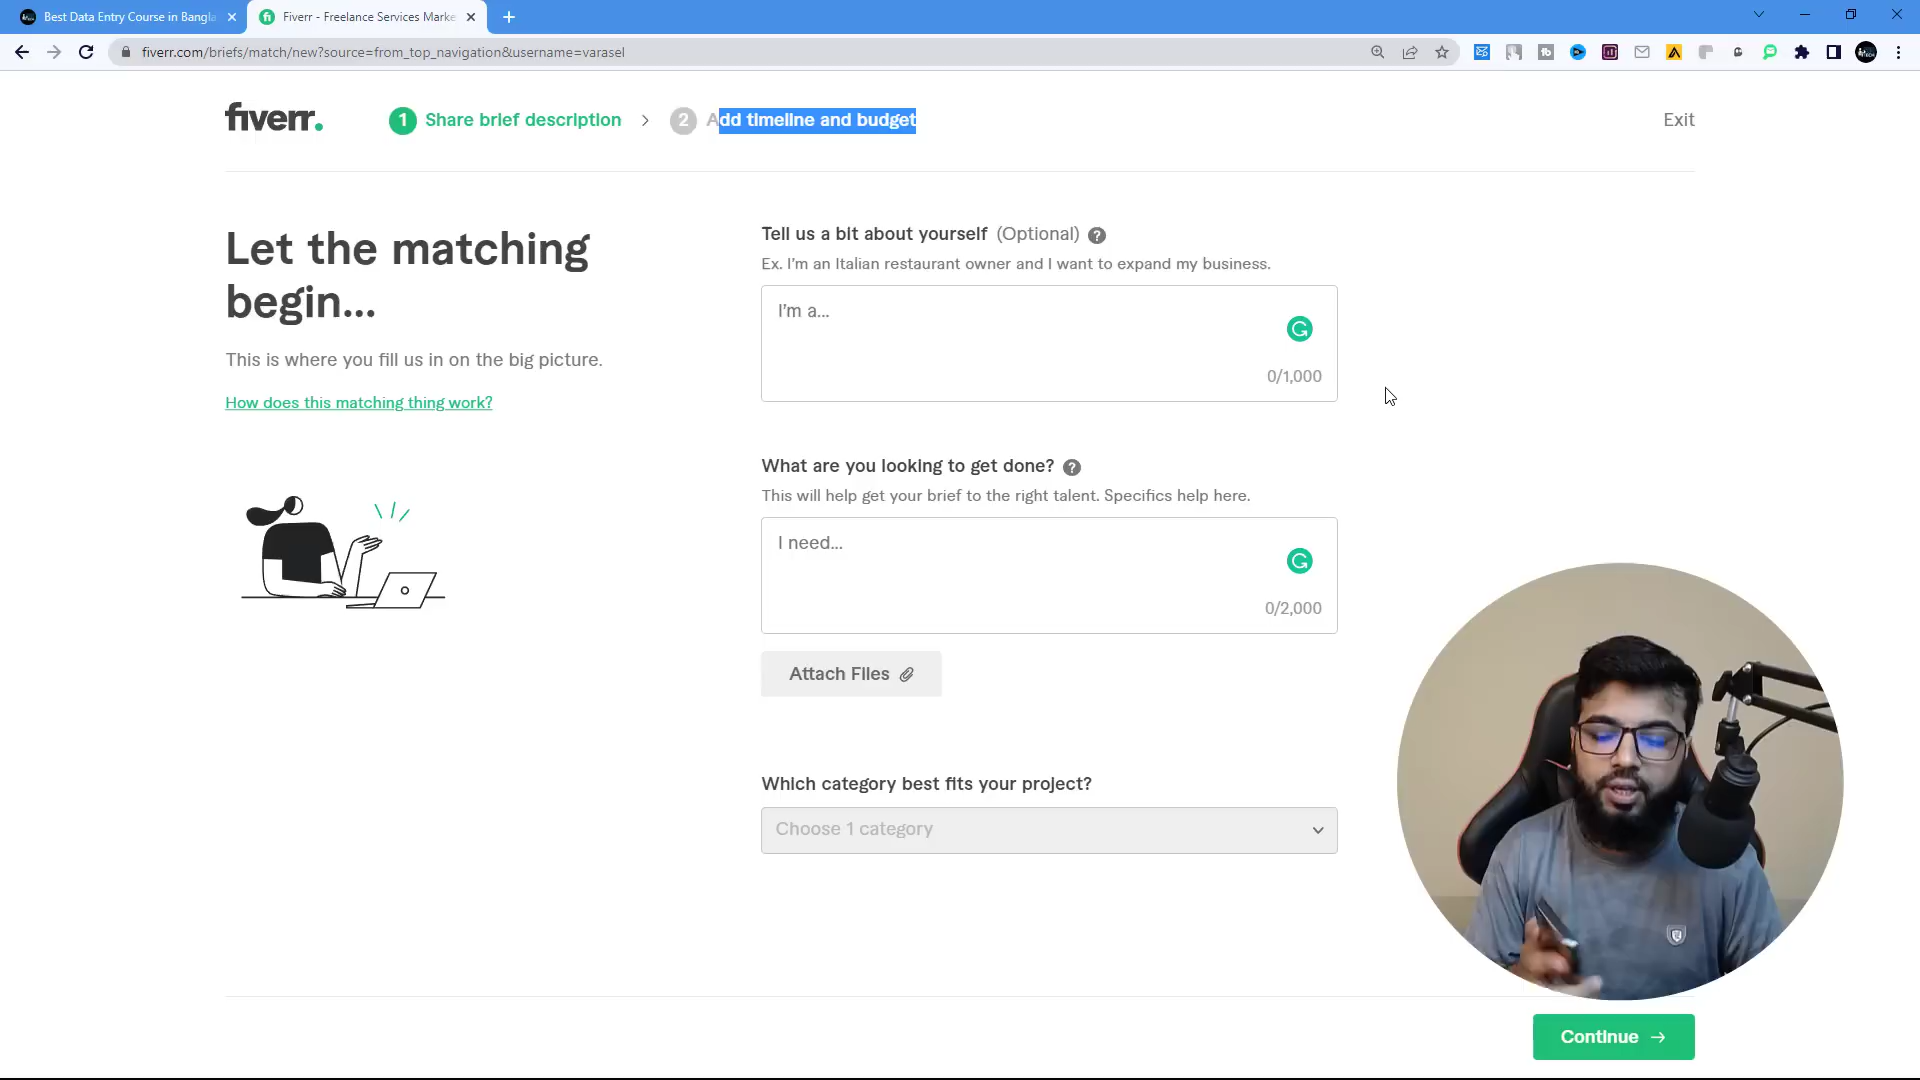 Best Data Entry Course in Bangla
Fiverr - Freelance Services Marke
fiverr.com/briefs/match/new?source=from_top_navigation&username=varasel
fiverr.
1 Share brief description > 2 Add timeline and budget
Exit
Let the matching
begin...
This is where you fill us in on the big picture.
How does this matching thing work?
Tell us a bit about yourself (Optional) ?
Ex. I'm an Italian restaurant owner and I want to expand my business.
I'm a...
0/1,000
What are you looking to get done? ?
This will help get your brief to the right talent. Specifics help here.
I need...
0/2,000
Attach Files
Which category best fits your project?
Choose 1 category
Continue →